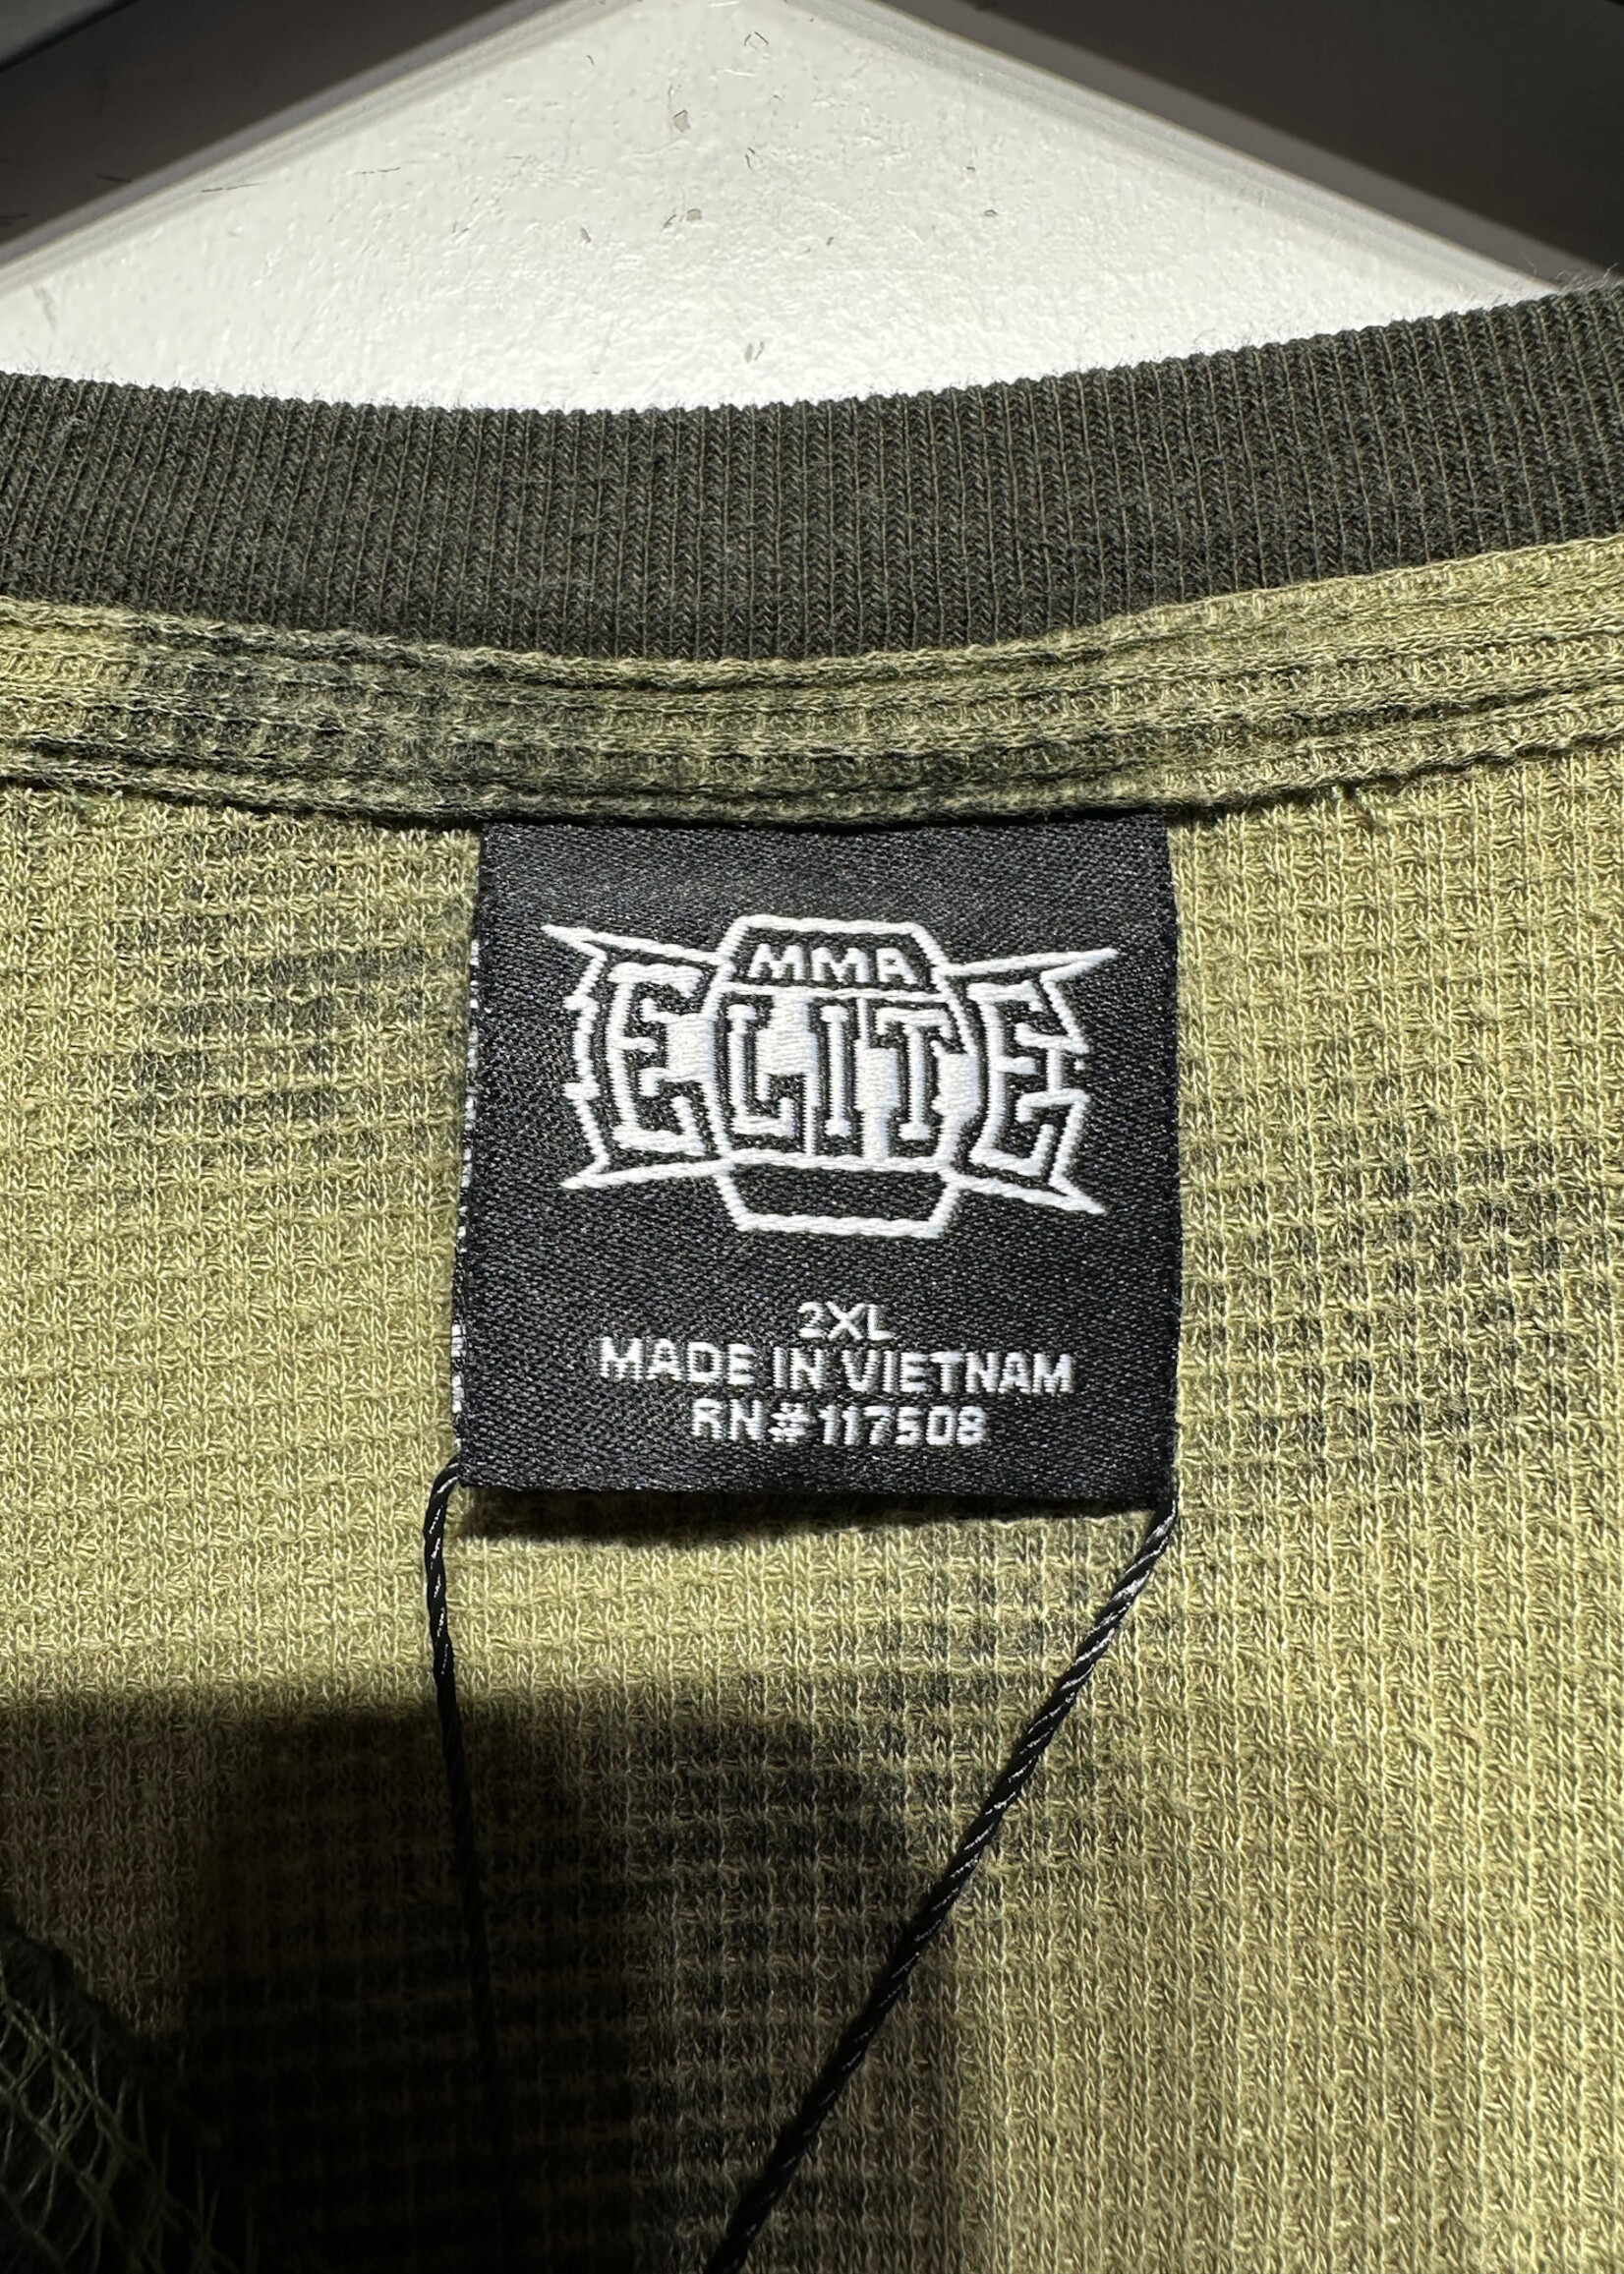 MMA
ELITE
2XL
MADE IN VIETNAM
RN#117508